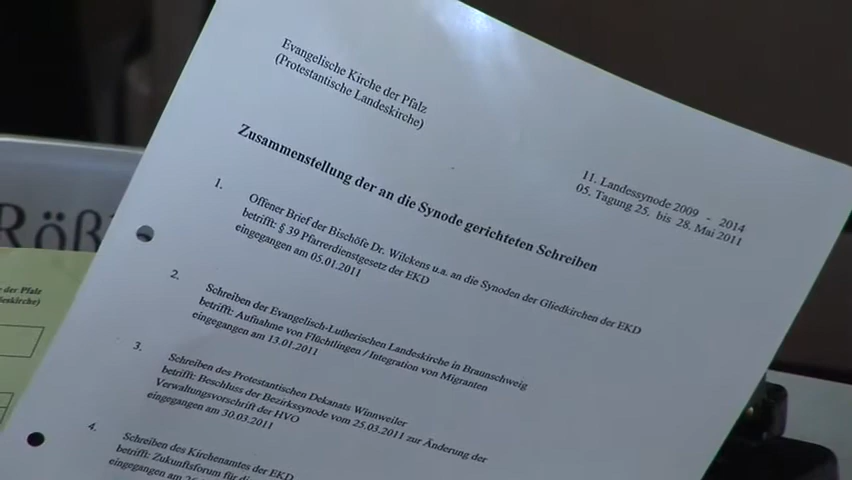 Evangelische Kirche der Pfalz
(Protestantische Landeskirche)
11. Landessynode 2009 - 2014
05. Tagung 25. bis 28. Mai 2011
Zusammenstellung der an die Synode gerichteten Schreiben
1. Offener Brief der Bischöfe Dr. Wilckens u.a. an die Synoden der Gliedkirchen der EKD
betrifft: § 39 Pfarrerdienstgesetz der EKD
eingegangen am 05.01.2011
2. Schreiben der Evangelisch-Lutherischen Landeskirche in Braunschweig
betrifft: Aufnahme von Flüchtlingen / Integration von Migranten
eingegangen am 13.01.2011
3. Schreiben des Protestantischen Dekanats Winnweiler
betrifft: Beschluss der Bezirkssynode vom 25.03.2011 zur Änderung der
Verwaltungsvorschrift der HVO
eingegangen am 30.03.2011
4. Schreiben des Kirchenamtes der EKD
betrifft: Zukunftsforum für
eingegangen am
der Pfalz